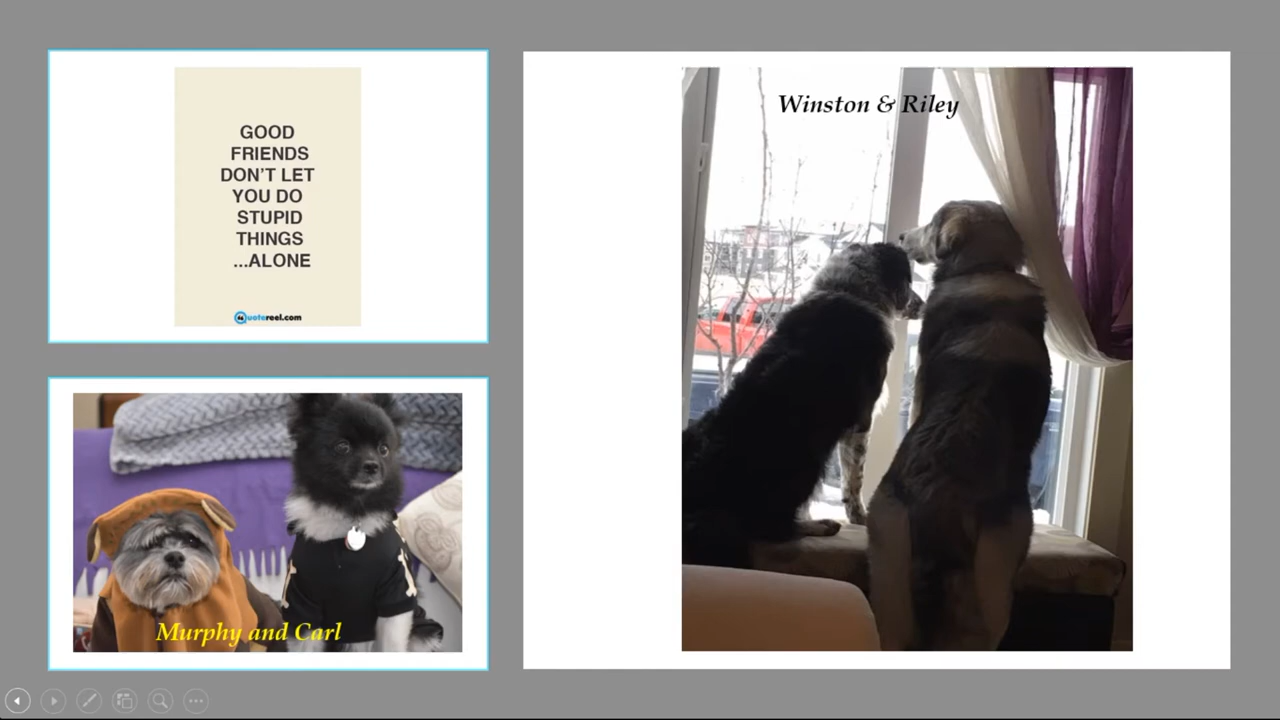 GOOD
FRIENDS
DON'T LET
YOU DO
STUPID
THINGS
...ALONE
Quotereel.com
Murphy and Carl
Winston & Riley